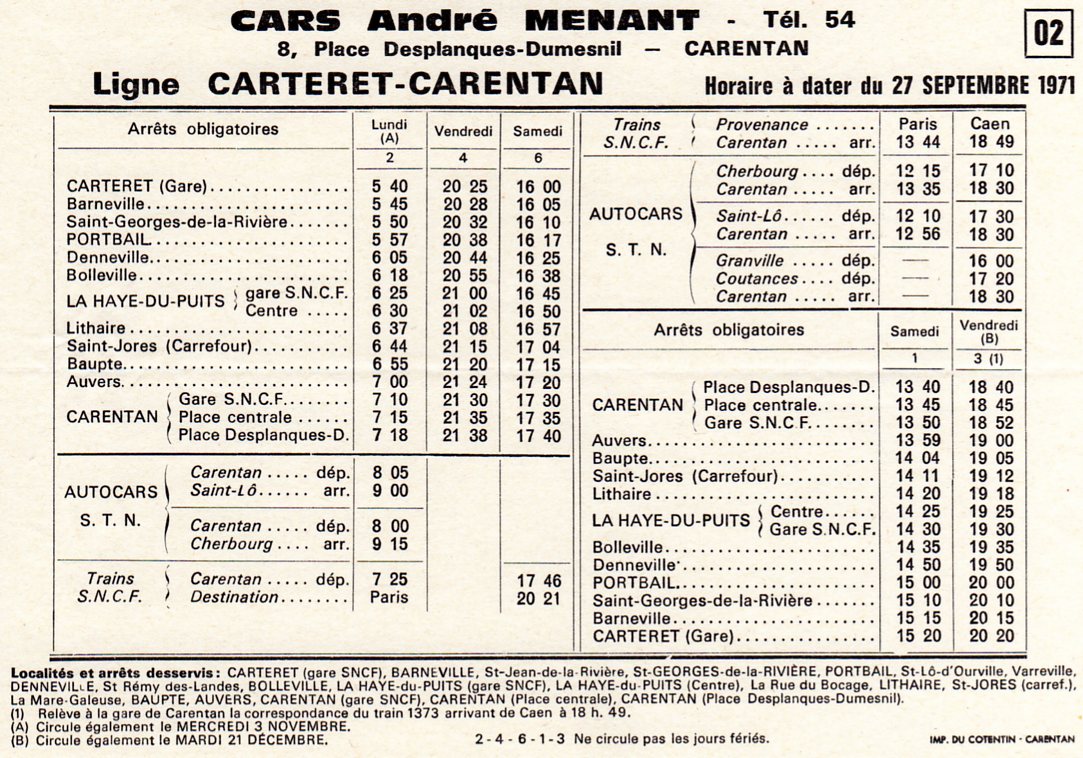 CARS André MENANT - Tél. 54
02
8, Place Desplanques-Dumesnil — CARENTAN
Ligne CARTERET-CARENTAN
Horaire à dater du 27 SEPTEMBRE 1971
Arrêts obligatoires Lundi (A) Vendredi Samedi
2 4 6
CARTERET (Gare) 5 40 20 25 16 00
Barneville 5 45 20 28 16 05
Saint-Georges-de-la-Rivière 5 50 20 32 16 10
PORTBAIL 5 57 20 38 16 17
Denneville 6 05 20 44 16 25
Bolleville 6 18 20 55 16 38
LA HAYE-DU-PUITS gare S.N.C.F. 6 25 21 00 16 45
Centre 6 30 21 02 16 50
Lithaire 6 37 21 08 16 57
Saint-Jores (Carrefour) 6 44 21 15 17 04
Baupte 6 55 21 20 17 15
Auvers 7 00 21 24 17 20
Gare S.N.C.F. 7 10 21 30 17 30
CARENTAN Place centrale 7 15 21 35 17 35
Place Desplanques-D. 7 18 21 38 17 40
AUTOCARS S. T. N.
Carentan ..... dép. 8 05
Saint-Lô ..... arr. 9 00
Carentan ..... dép. 8 00
Cherbourg .... arr. 9 15
Trains S.N.C.F.
Carentan ..... dép. 7 25 17 46
Destination ........ Paris 20 21
Trains S.N.C.F.
Provenance ....... Paris Caen
Carentan ..... arr. 13 44 18 49
AUTOCARS S. T. N.
Cherbourg .... dép. 12 15 17 10
Carentan ..... arr. 13 35 18 30
Saint-Lô ...... dép. 12 10 17 30
Carentan ..... arr. 12 56 18 30
Granville ..... dép. — 16 00
Coutances .... dép. — 17 20
Carentan ..... arr. — 18 30
Arrêts obligatoires Samedi Vendredi (B)
1 3 (1)
Place Desplanques-D. 13 40 18 40
CARENTAN Place centrale 13 45 18 45
Gare S.N.C F. 13 50 18 52
Auvers 13 59 19 00
Baupte 14 04 19 05
Saint-Jores (Carrefour) 14 11 19 12
Lithaire 14 20 19 18
LA HAYE-DU-PUITS Centre 14 25 19 25
Gare S.N.C.F. 14 30 19 30
Bolleville 14 35 19 35
Denneville 14 50 19 50
PORTBAIL 15 00 20 00
Saint-Georges-de-la-Rivière 15 10 20 10
Barneville 15 15 20 15
CARTERET (Gare) 15 20 20 20
Localités et arrêts desservis : CARTERET (gare SNCF), BARNEVILLE, St-Jean-de-la-Rivière, St-GEORGES-de-la-RIVIÈRE, PORTBAIL, St-Lô-d'Ourville, Varreville,
DENNEVILLE, St Rémy-des-Landes, BOLLEVILLE, LA HAYE-du-PUITS (gare SNCF), LA HAYE-du-PUITS (Centre), La Rue du Bocage, LITHAIRE, St-JORES (carref.),
La Mare-Galeuse, BAUPTE, AUVERS, CARENTAN (gare SNCF), CARENTAN (Place centrale), CARENTAN (Place Desplanques-Dumesnil).
(1) Relève à la gare de Carentan la correspondance du train 1373 arrivant de Caen à 18 h. 49.
(A) Circule également le MERCREDI 3 NOVEMBRE.
(B) Circule également le MARDI 21 DÉCEMBRE.
2 - 4 - 6 - 1 - 3 Ne circule pas les jours fériés.
IMP. DU COTENTIN - CARENTAN